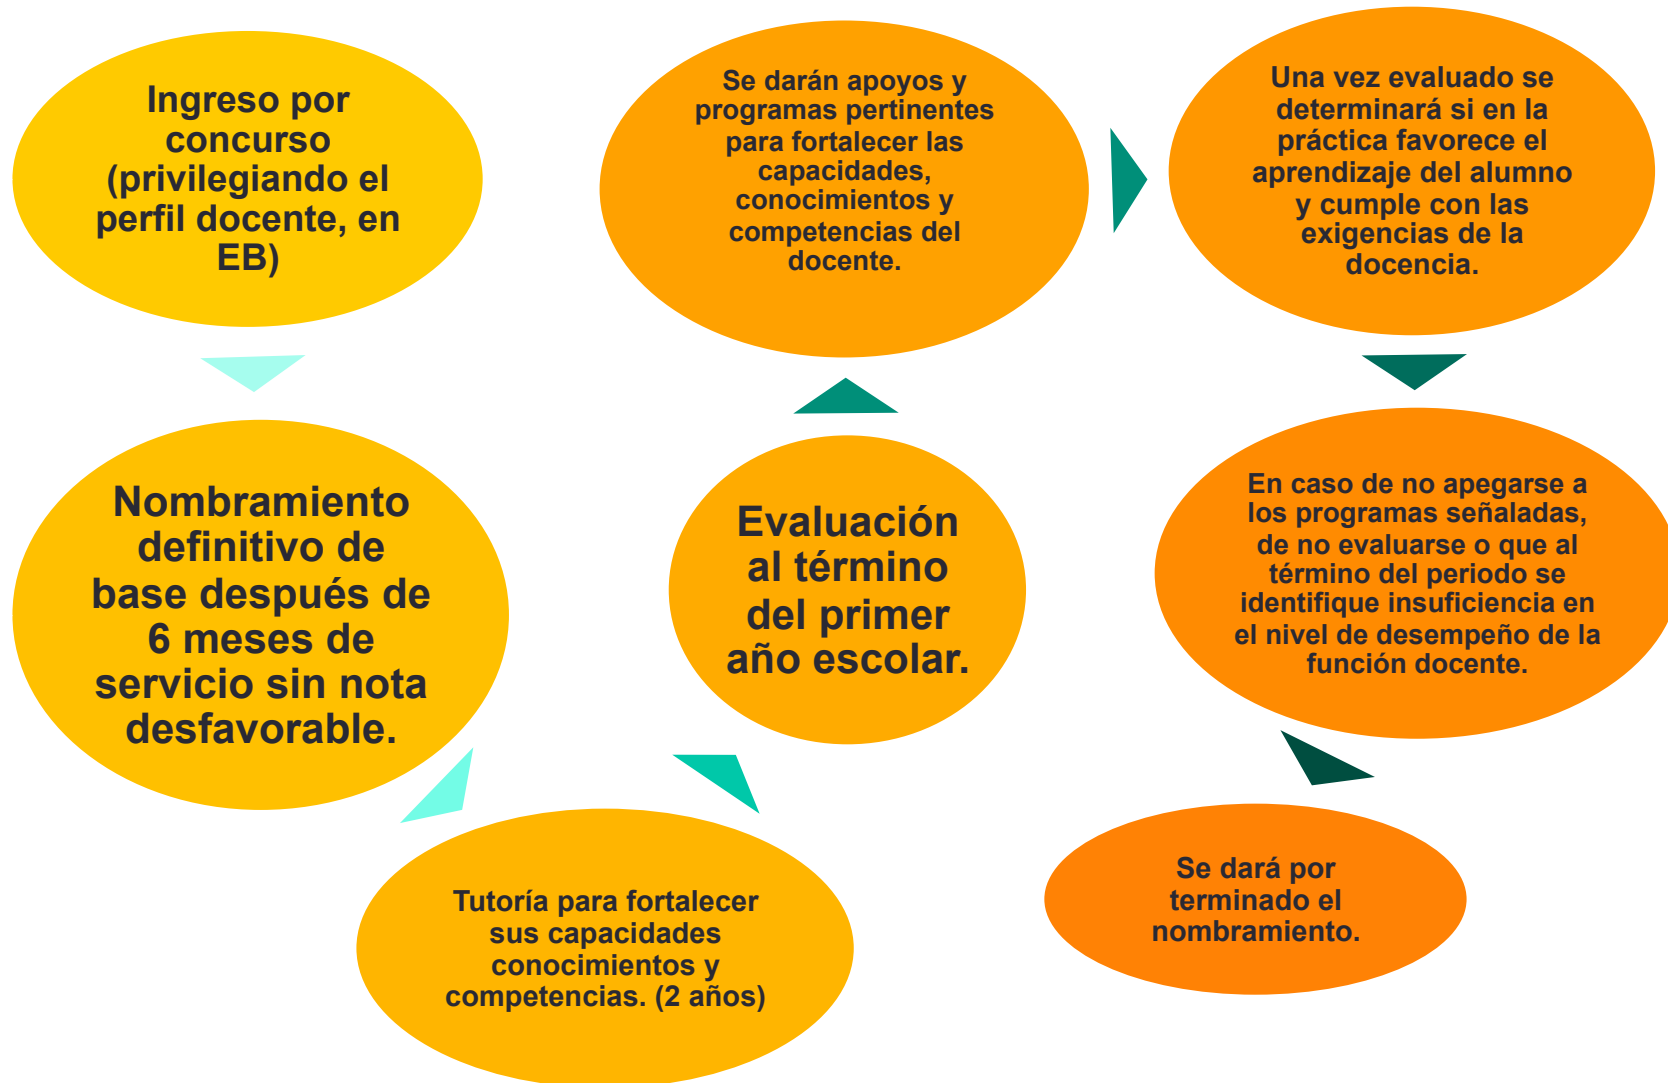 Ingreso por
concurso
(privilegiando el
perfil docente, en
EB)
Nombramiento
definitivo de
base después de
6 meses de
servicio sin nota
desfavorable.
Tutoría para fortalecer
sus capacidades
conocimientos y
competencias. (2 años)
Evaluación
al término
del primer
año escolar.
Se darán apoyos y
programas pertinentes
para fortalecer las
capacidades,
conocimientos y
competencias del
docente.
Una vez evaluado se
determinará si en la
práctica favorece el
aprendizaje del alumno
y cumple con las
exigencias de la
docencia.
En caso de no apegarse a
los programas señaladas,
de no evaluarse o que al
término del periodo se
identifique insuficiencia en
el nivel de desempeño de la
función docente.
Se dará por
terminado el
nombramiento.